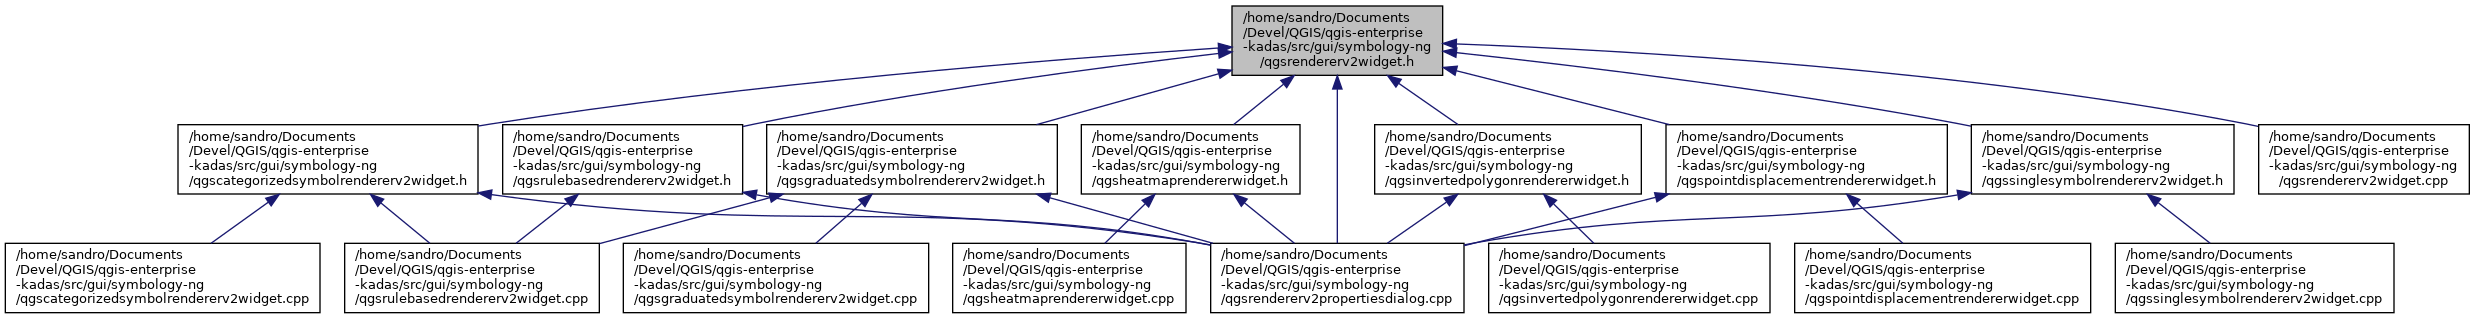 /home/sandro/Documents
/Devel/QGIS/qgis-enterprise
-kadas/src/gui/symbology-ng
/qgsrendererv2widget.h
/home/sandro/Documents
/Devel/QGIS/qgis-enterprise
-kadas/src/gui/symbology-ng
/qgscategorizedsymbolrendererv2widget.h
/home/sandro/Documents
/Devel/QGIS/qgis-enterprise
-kadas/src/gui/symbology-ng
/qgsrulebasedrendererv2widget.h
/home/sandro/Documents
/Devel/QGIS/qgis-enterprise
-kadas/src/gui/symbology-ng
/qgsgraduatedsymbolrendererv2widget.h
/home/sandro/Documents
/Devel/QGIS/qgis-enterprise
-kadas/src/gui/symbology-ng
/qgsheatmaprendererwidget.h
/home/sandro/Documents
/Devel/QGIS/qgis-enterprise
-kadas/src/gui/symbology-ng
/qgsinvertedpolygonrendererwidget.h
/home/sandro/Documents
/Devel/QGIS/qgis-enterprise
-kadas/src/gui/symbology-ng
/qgspointdisplacementrendererwidget.h
/home/sandro/Documents
/Devel/QGIS/qgis-enterprise
-kadas/src/gui/symbology-ng
/qgssinglesymbolrendererv2widget.h
/home/sandro/Documents
/Devel/QGIS/qgis-enterprise
-kadas/src/gui/symbology-ng
/qgsrendererv2widget.cpp
/home/sandro/Documents
/Devel/QGIS/qgis-enterprise
-kadas/src/gui/symbology-ng
/qgscategorizedsymbolrendererv2widget.cpp
/home/sandro/Documents
/Devel/QGIS/qgis-enterprise
-kadas/src/gui/symbology-ng
/qgsrulebasedrendererv2widget.cpp
/home/sandro/Documents
/Devel/QGIS/qgis-enterprise
-kadas/src/gui/symbology-ng
/qgsgraduatedsymbolrendererv2widget.cpp
/home/sandro/Documents
/Devel/QGIS/qgis-enterprise
-kadas/src/gui/symbology-ng
/qgsheatmaprendererwidget.cpp
/home/sandro/Documents
/Devel/QGIS/qgis-enterprise
-kadas/src/gui/symbology-ng
/qgsrendererv2propertiesdialog.cpp
/home/sandro/Documents
/Devel/QGIS/qgis-enterprise
-kadas/src/gui/symbology-ng
/qgsinvertedpolygonrendererwidget.cpp
/home/sandro/Documents
/Devel/QGIS/qgis-enterprise
-kadas/src/gui/symbology-ng
/qgspointdisplacementrendererwidget.cpp
/home/sandro/Documents
/Devel/QGIS/qgis-enterprise
-kadas/src/gui/symbology-ng
/qgssinglesymbolrendererv2widget.cpp